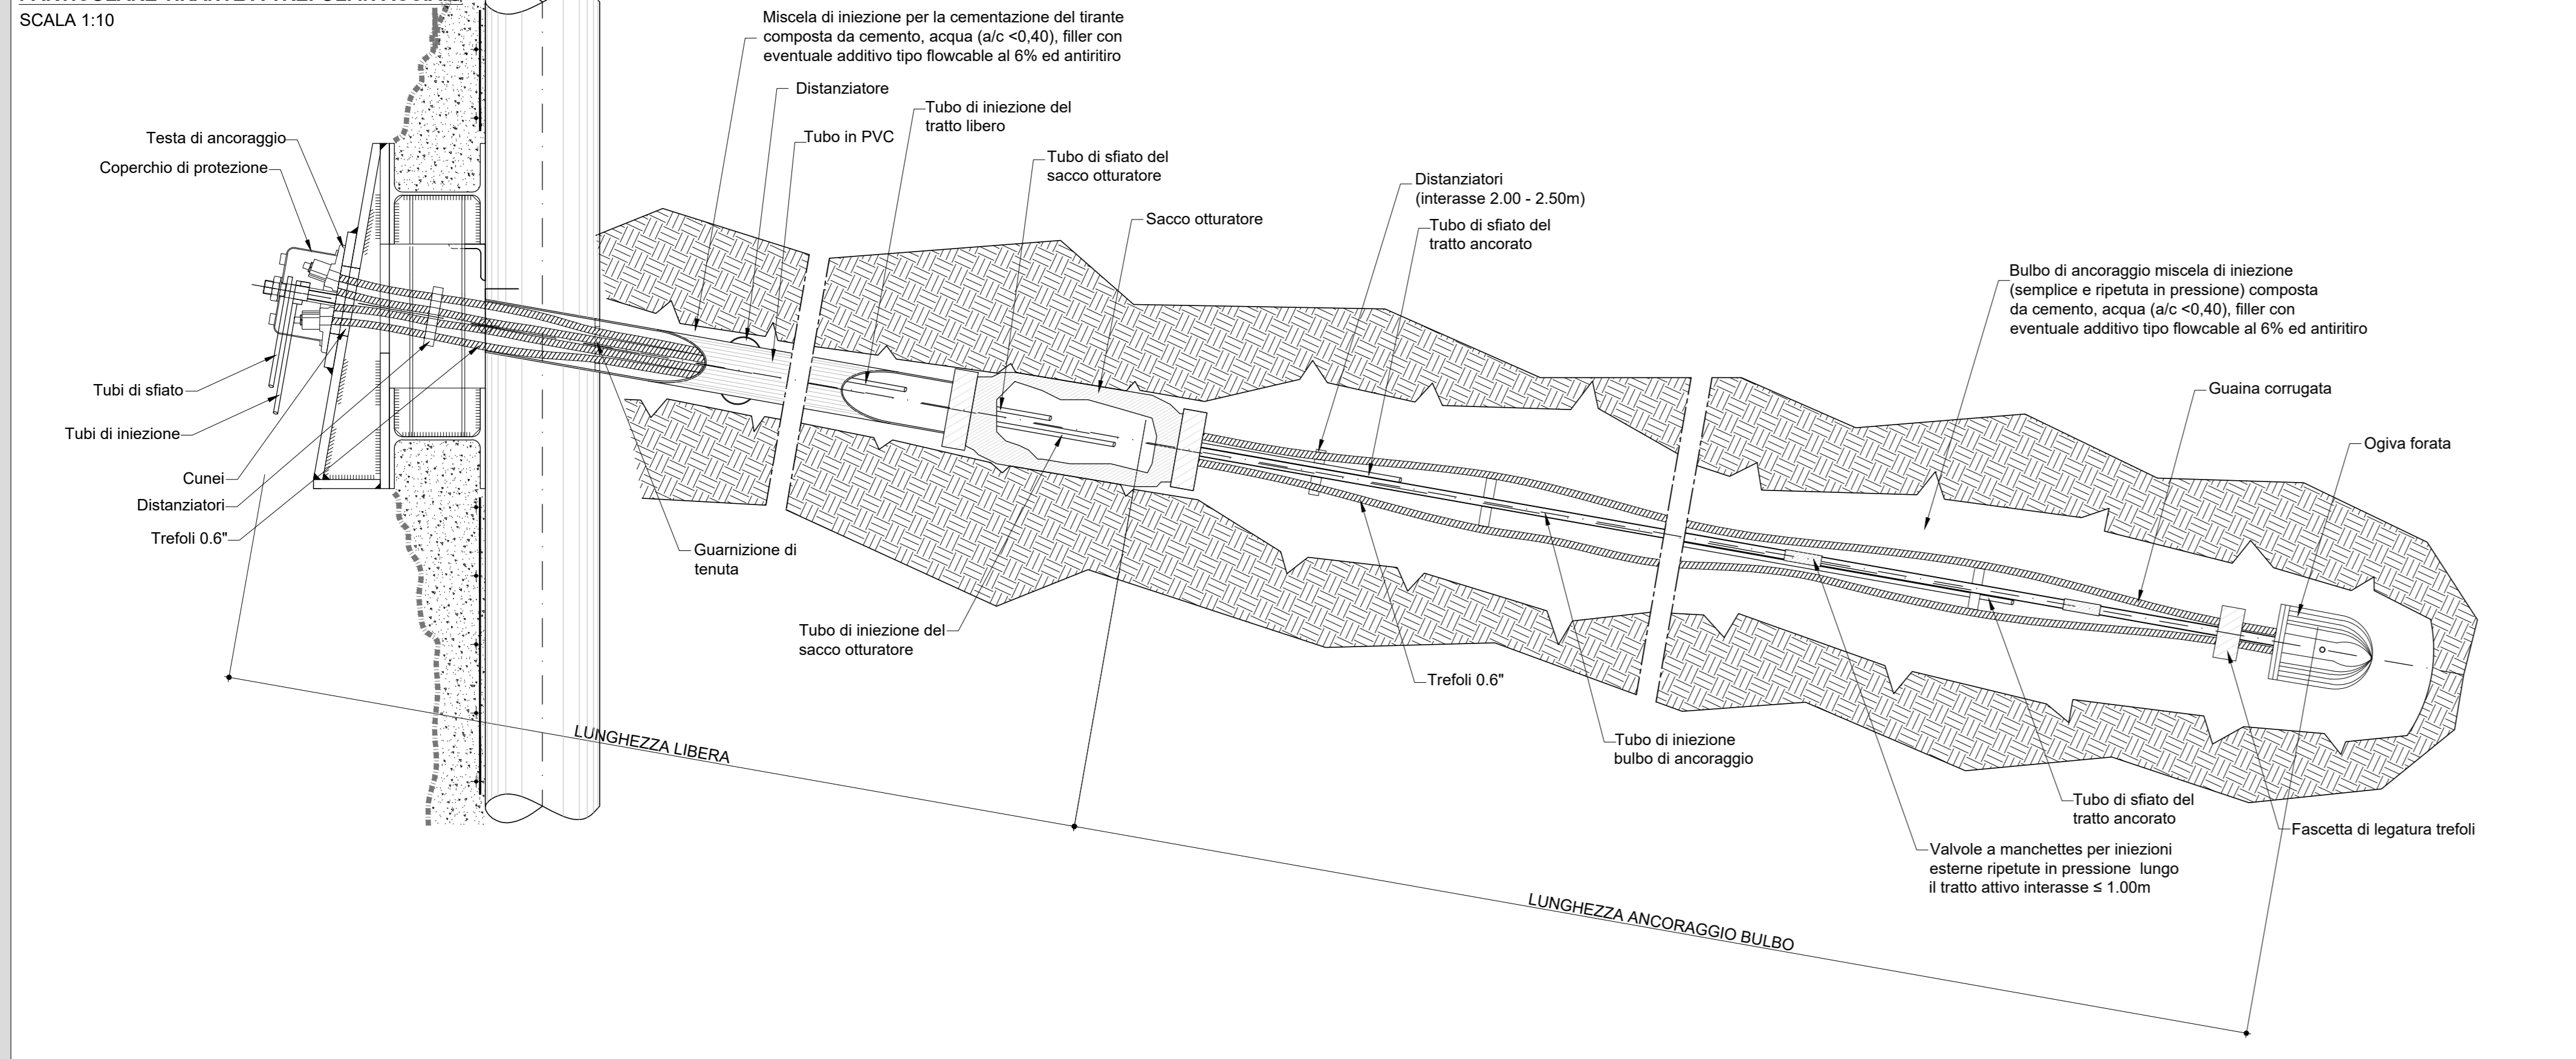 SCALA 1:10
Miscela di iniezione per la cementazione del tirante
composta da cemento, acqua (a/c <0,40), filler con
eventuale additivo tipo flowcable al 6% ed antiritiro
Distanziatore
Tubo di iniezione del
tratto libero
Tubo in PVC
Testa di ancoraggio
Coperchio di protezione
Tubo di sfiato del
sacco otturatore
Sacco otturatore
Distanziatori
(interasse 2.00 - 2.50m)
Tubo di sfiato del
tratto ancorato
Bulbo di ancoraggio miscela di iniezione
(semplice e ripetuta in pressione) composta
da cemento, acqua (a/c <0,40), filler con
eventuale additivo tipo flowcable al 6% ed antiritiro
Guaina corrugata
Ogiva forata
Tubi di sfiato
Tubi di iniezione
Cunei
Distanziatori
Trefoli 0.6"
Guarnizione di
tenuta
Tubo di iniezione del
sacco otturatore
Trefoli 0.6"
Tubo di iniezione
bulbo di ancoraggio
Tubo di sfiato del
tratto ancorato
Fascetta di legatura trefoli
Valvole a manchettes per iniezioni
esterne ripetute in pressione lungo
il tratto attivo interasse ≤ 1.00m
LUNGHEZZA LIBERA
LUNGHEZZA ANCORAGGIO BULBO